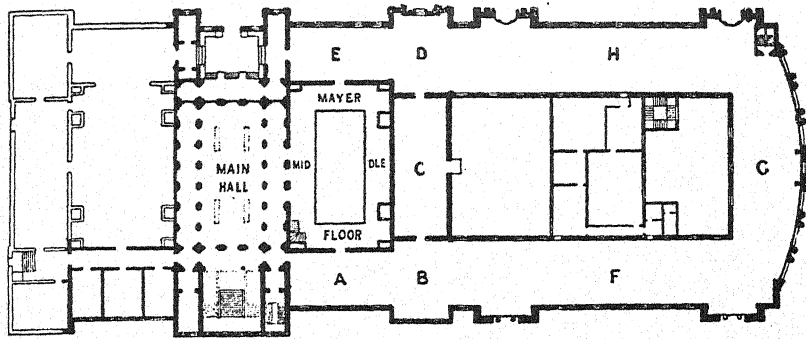 E D H
MAYER
MAIN HALL
MID DLE
C G
FLOOR
A B F